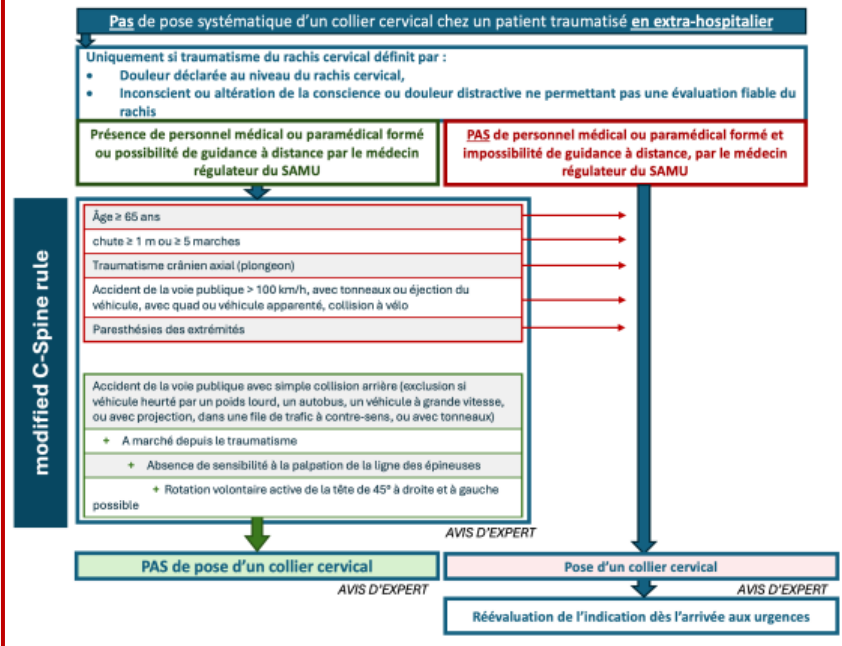 Pas de pose systématique d'un collier cervical chez un patient traumatisé en extra-hospitalier
Uniquement si traumatisme du rachis cervical définit par :
• Douleur déclarée au niveau du rachis cervical,
• Inconscient ou altération de la conscience ou douleur distractive ne permettant pas une évaluation fiable du
rachis
Présence de personnel médical ou paramédical formé
ou possibilité de guidance à distance par le médecin
régulateur du SAMU
PAS de personnel médical ou paramédical formé et
impossibilité de guidance à distance, par le médecin
régulateur du SAMU
modified C-Spine rule
Âge ≥ 65 ans
chute ≥ 1 m ou ≥ 5 marches
Traumatisme crânien axial (plongeon)
Accident de la voie publique > 100 km/h, avec tonneaux ou éjection du
véhicule, avec quad ou véhicule apparenté, collision à vélo
Paresthésies des extrémités
Accident de la voie publique avec simple collision arrière (exclusion si
véhicule heurté par un poids lourd, un autobus, un véhicule à grande vitesse,
ou avec projection, dans une file de trafic à contre-sens, ou avec tonneaux)
+ A marché depuis le traumatisme
+ Absence de sensibilité à la palpation de la ligne des épineuses
+ Rotation volontaire active de la tête de 45° à droite et à gauche
possible
AVIS D'EXPERT
PAS de pose d'un collier cervical
AVIS D'EXPERT
Pose d'un collier cervical
AVIS D'EXPERT
Réévaluation de l'indication dès l'arrivée aux urgences